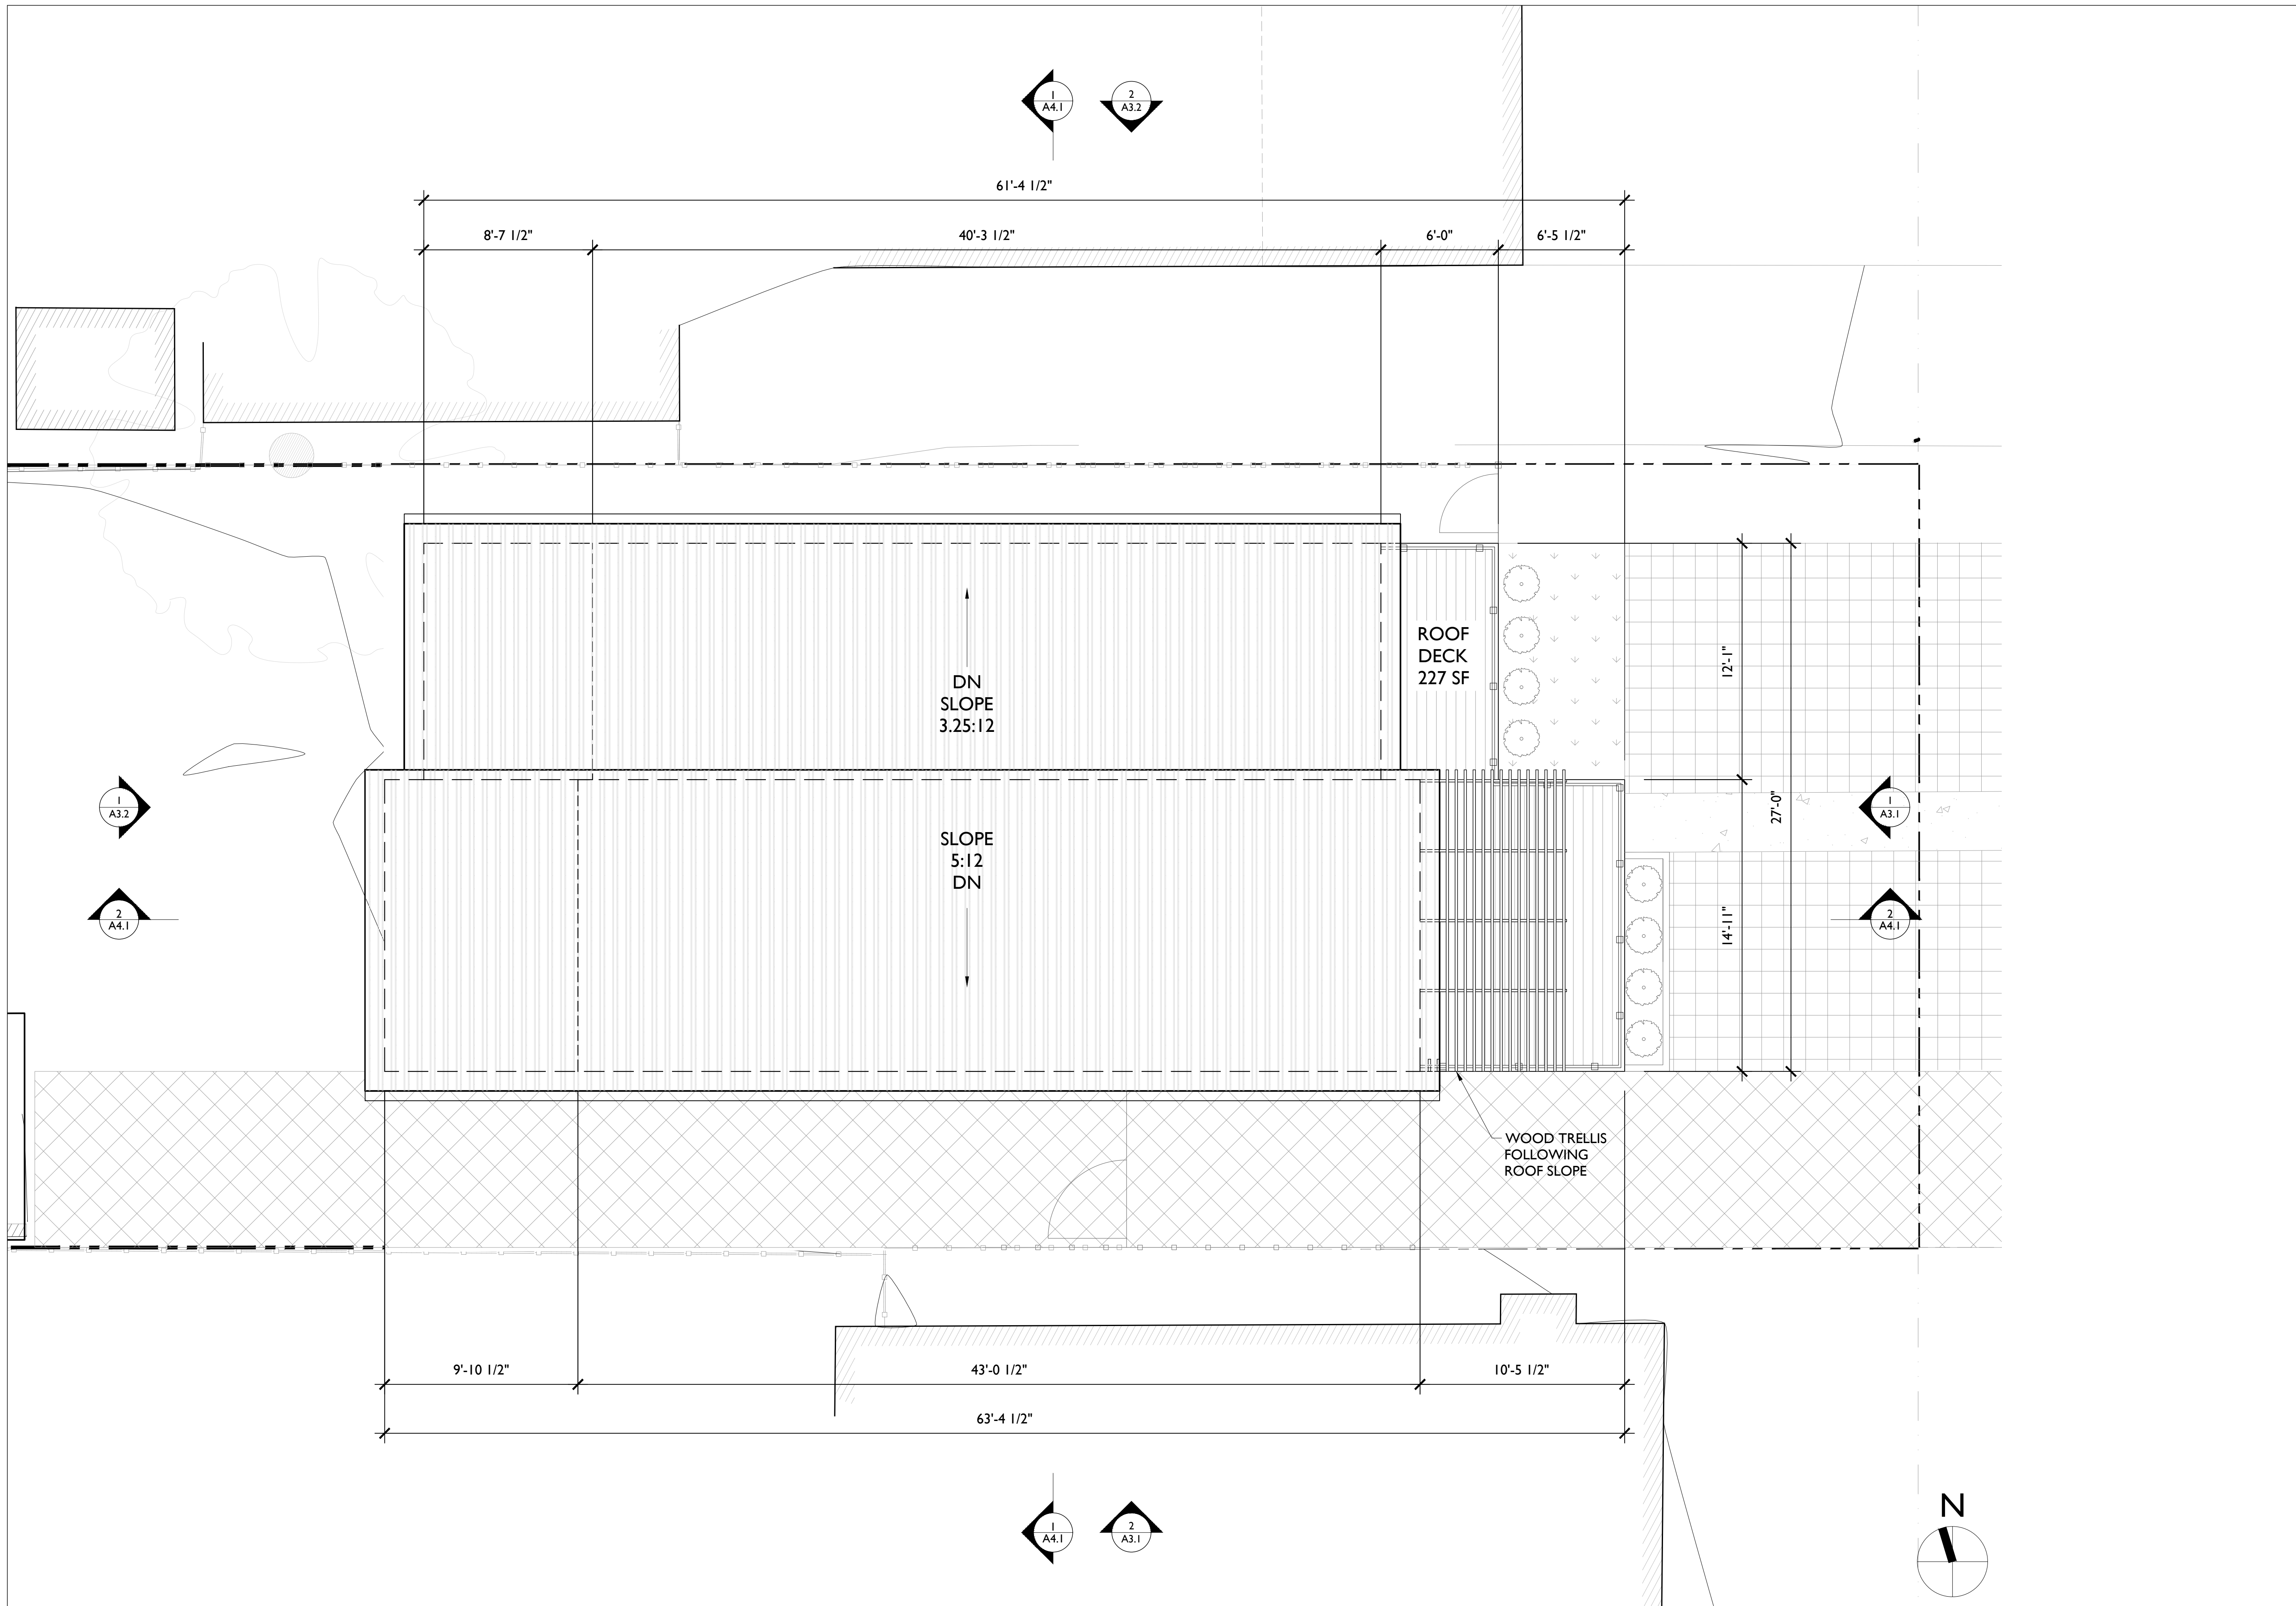 1
A4.1
2
A3.2
61'-4 1/2"
8'-7 1/2"
40'-3 1/2"
6'-0"
6'-5 1/2"
DN
SLOPE
3.25:12
ROOF
DECK
227 SF
12'-1"
27'-0"
14'-11"
1
A3.2
1
A3.1
SLOPE
5:12
DN
2
A4.1
2
A4.1
WOOD TRELLIS
FOLLOWING
ROOF SLOPE
9'-10 1/2"
43'-0 1/2"
10'-5 1/2"
63'-4 1/2"
1
A4.1
2
A3.1
N